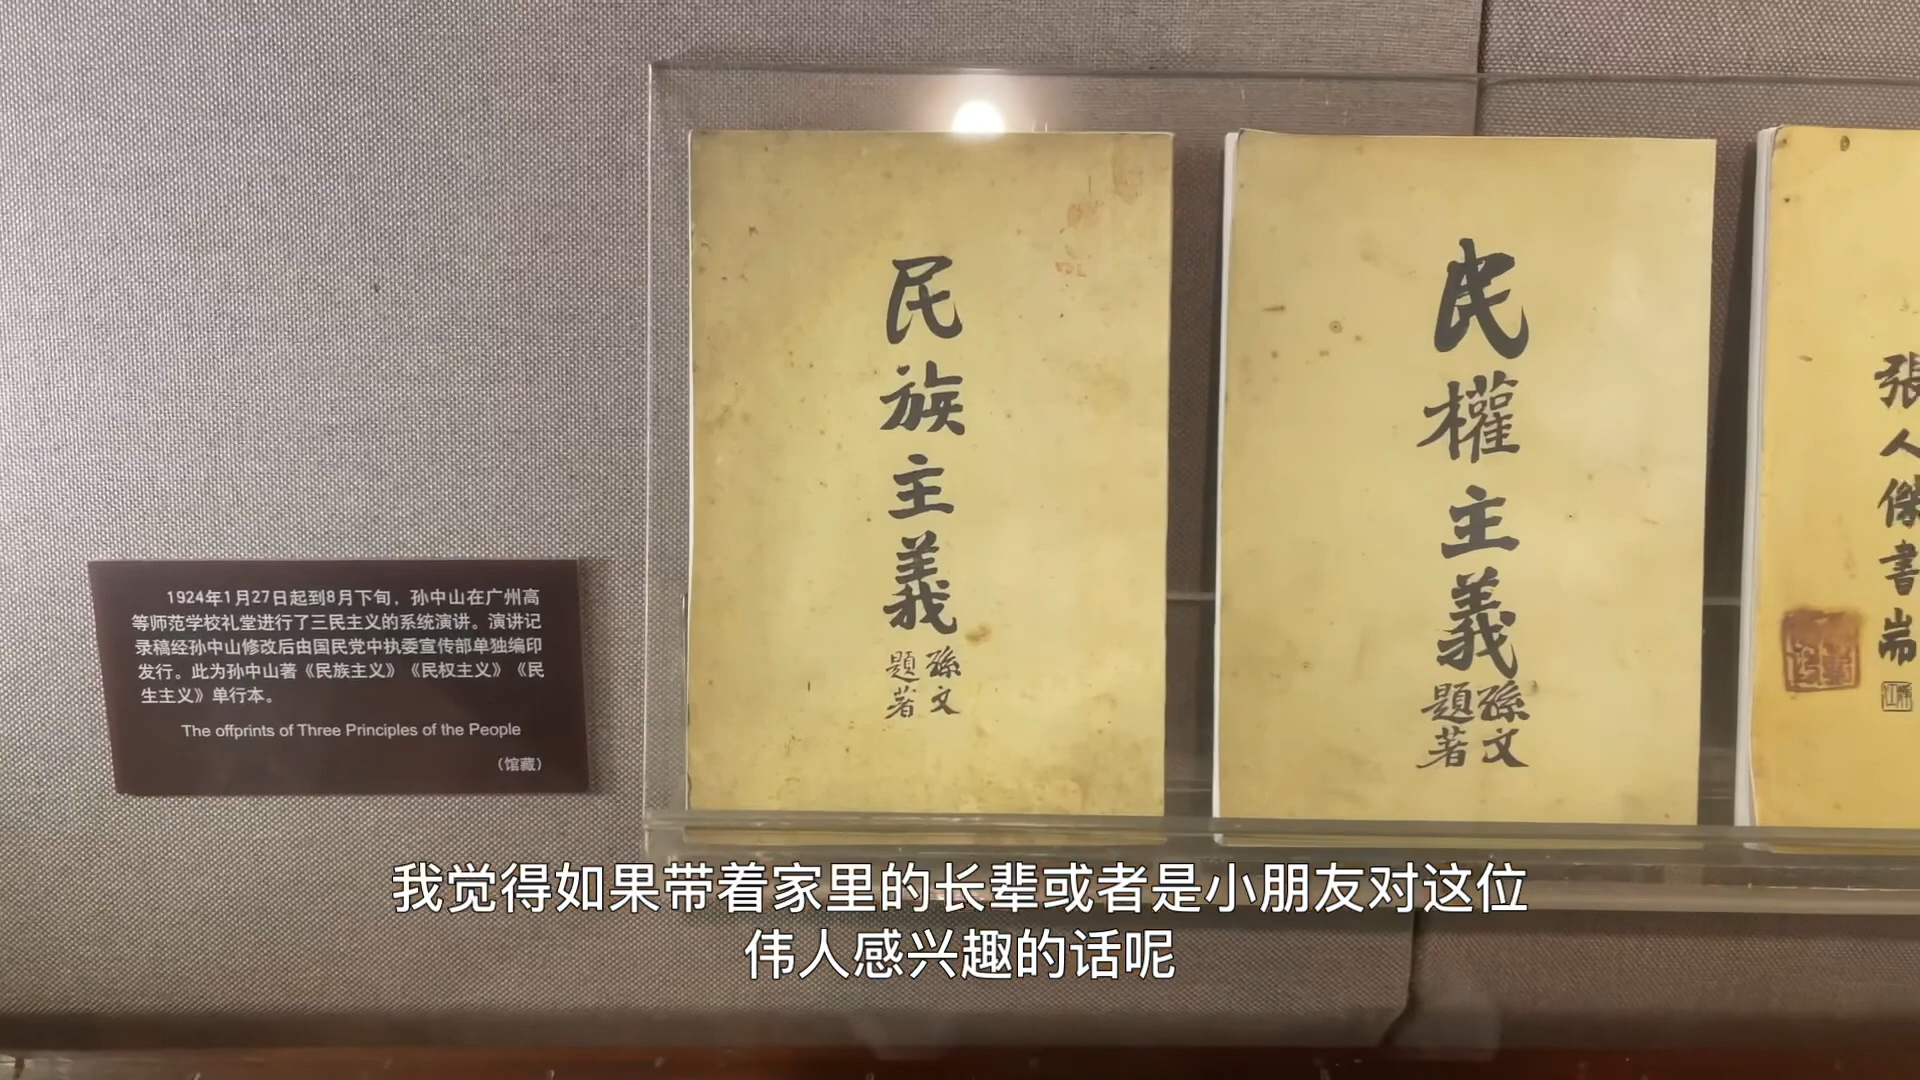 1924年1月27日起到8月下旬，孙中山在广州高
等师范学校礼堂进行了三民主义的系统演讲。演讲记
录稿经孙中山修改后由国民党中执委宣传部单独编印
发行。此为孙中山著《民族主义》《民权主义》《民
生主义》单行本。
The offprints of Three Principles of the People
（馆藏）
民族主義
孫文
題著
民權主義
孫文
題著
張人傑書耑
我觉得如果带着家里的长辈或者是小朋友对这位
伟人感兴趣的话呢